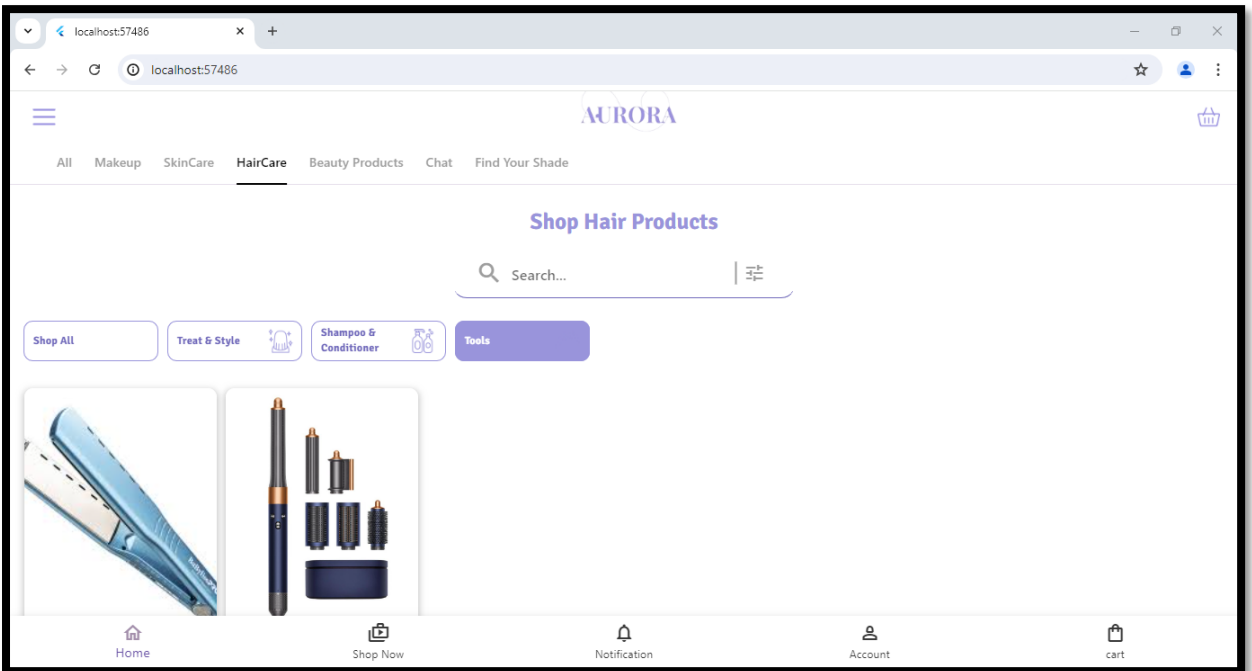 localhost:57486
localhost:57486
AURORA
All Makeup SkinCare HairCare Beauty Products Chat Find Your Shade
Shop Hair Products
Search...
Shop All
Treat & Style
Shampoo &
Conditioner
Tools
BaBylissPRO
Home Shop Now Notification Account cart